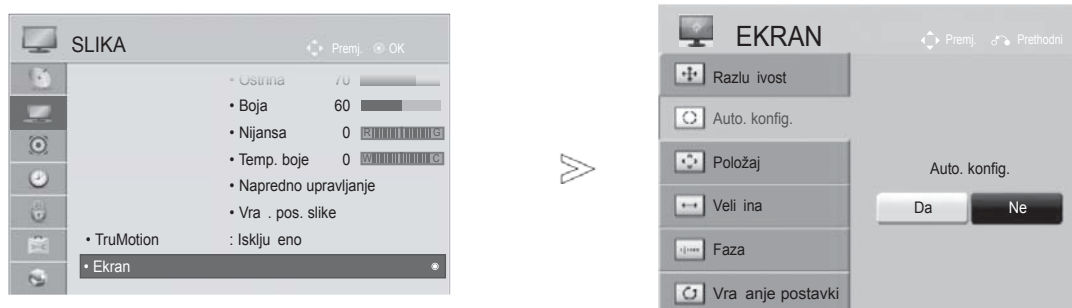 SLIKA
Premj. OK
• Oštrina 70
• Boja 60
• Nijansa 0 R G
• Temp. boje 0 W C
• Napredno upravljanje
• Vra . pos. slike
• TruMotion : Isklju eno
• Ekran
EKRAN
Premj. Prethodni
Razlu ivost
Auto. konfig.
Položaj
Veli ina
Faza
Vra anje postavki
Auto. konfig.
Da Ne